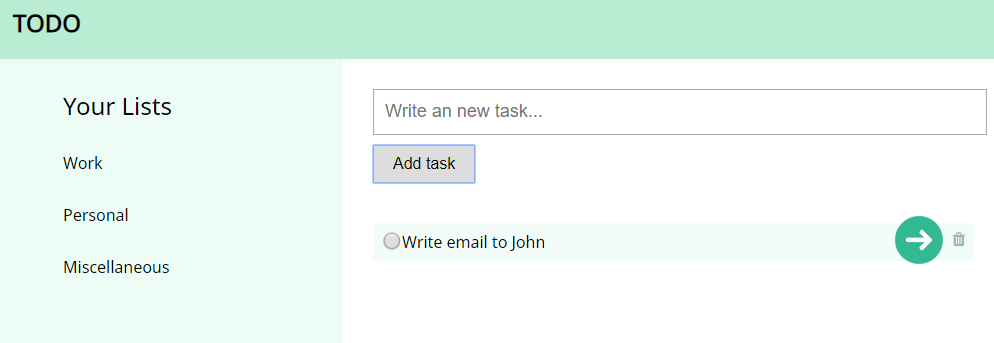 TODO
Your Lists
Work
Personal
Miscellaneous
Write an new task...
Add task
Write email to John